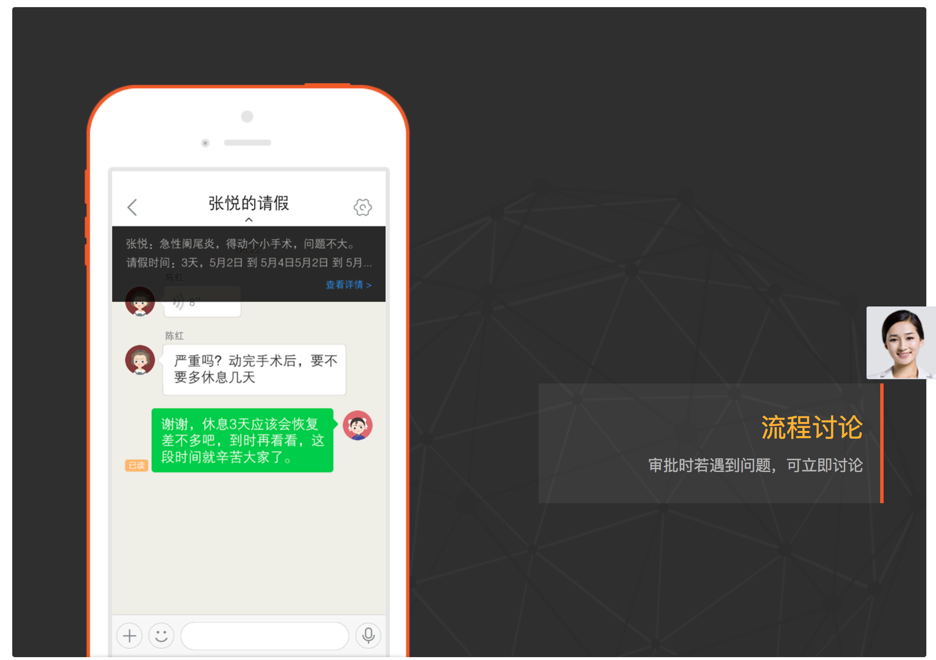 张悦的请假
张悦：急性阑尾炎，得动个小手术，问题不大。
请假时间：3天，5月2日 到 5月4日5月2日 到 5月...
查看详情 >
陈红
8"
陈红
严重吗？动完手术后，要不
要多休息几天
谢谢，休息3天应该会恢复
差不多吧，到时再看看，这
段时间就辛苦大家了。
已读
流程讨论
审批时若遇到问题，可立即讨论